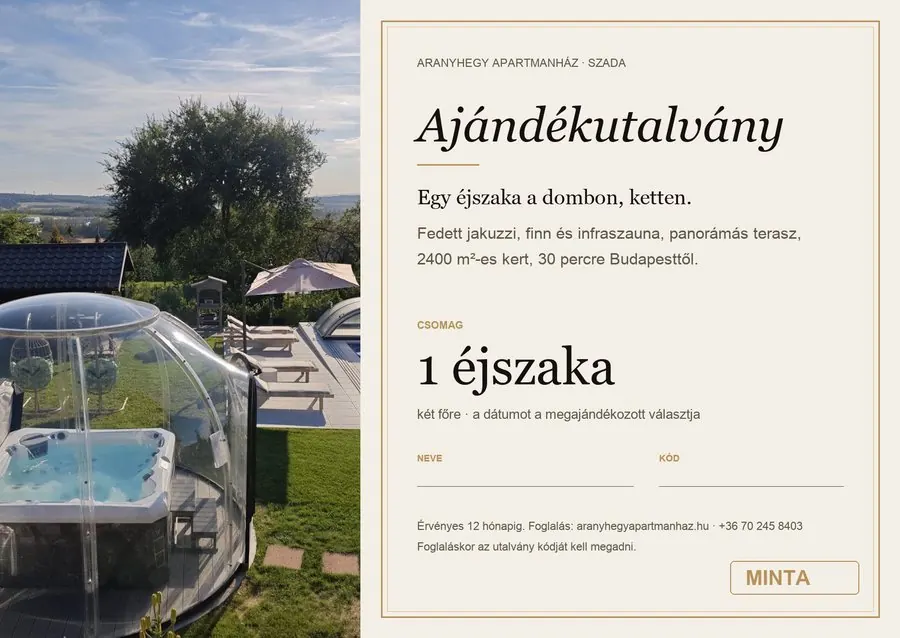 ARANYHEGY APARTMANHÁZ · SZADA
Ajándékutalvány
Egy éjszaka a dombon, ketten.
Fedett jakuzzi, finn és infraszauna, panorámás terasz,
2400 m²-es kert, 30 percre Budapesttől.
CSOMAG
1 éjszaka
két főre · a dátumot a megajándékozott választja
NEVE KÓD
Érvényes 12 hónapig. Foglalás: aranyhegyapartmanhaz.hu · +36 70 245 8403
Foglaláskor az utalvány kódját kell megadni.
MINTA